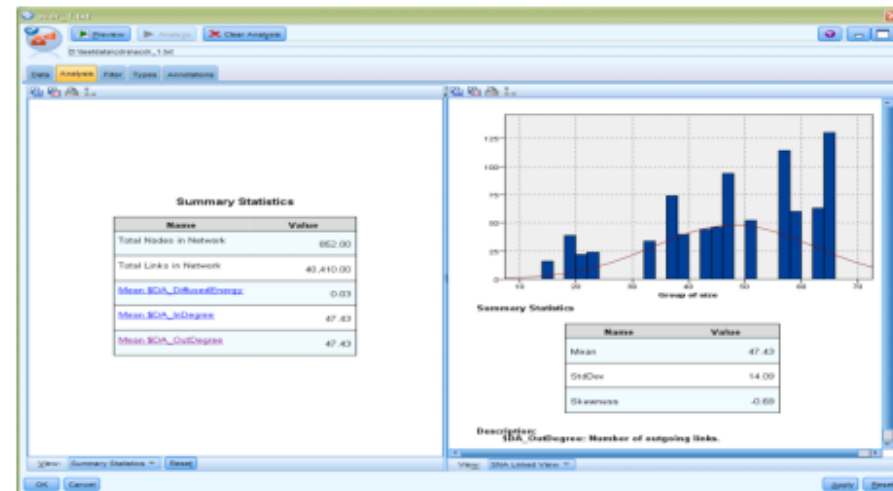 Preview Analyze Clear Analysis
Data Analysis Filter Types Annotations
Summary Statistics
Name Value
Total Nodes in Network 852.00
Total Links in Network 40,410.00
Mean $DA_DiffusedEnergy 0.03
Mean $DA_InDegree 47.43
Mean $DA_OutDegree 47.43
View: Summary Statistics Reset
125
100
75
50
25
0
10 20 30 40 50 60 70
Group of size
Summary Statistics
Name Value
Mean 47.43
StdDev 14.09
Skewness -0.69
Description:
$DA_OutDegree: Number of outgoing links.
View: SNA Linked View
OK Cancel
Apply Reset